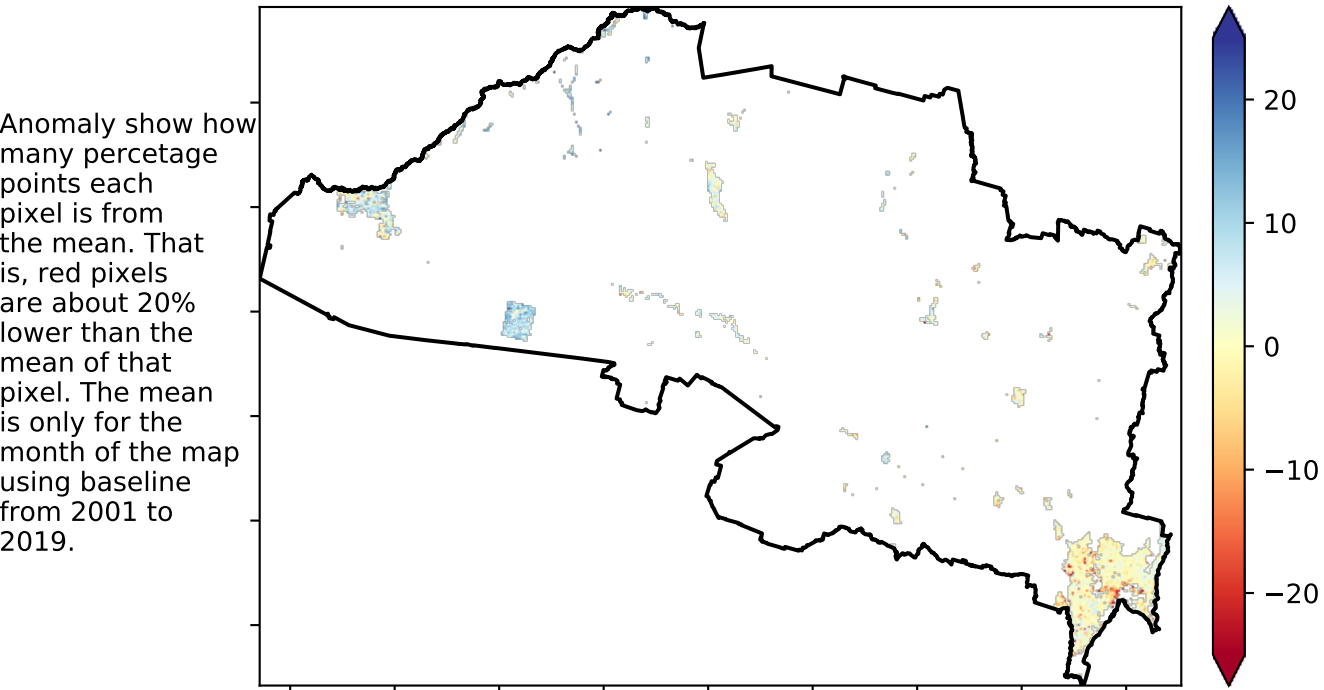 Anomaly show how
many percetage
points each
pixel is from
the mean. That
is, red pixels
are about 20%
lower than the
mean of that
pixel. The mean
is only for the
month of the map
using baseline
from 2001 to
2019.
20
10
0
−10
−20